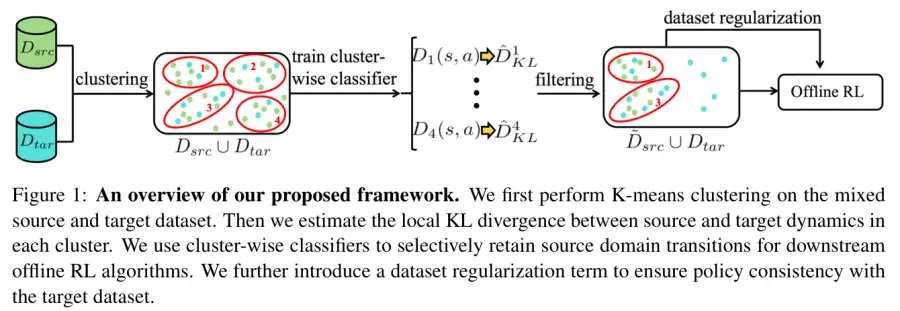 dataset regularization
D_src
train cluster-
wise classifier
D_1(s, a) ➡ D̂^1_KL
1
2
1
clustering
filtering
Offline RL
3
4
3
D_tar
D_4(s, a) ➡ D̂^4_KL
D_src ∪ D_tar
D̃_src ∪ D_tar
Figure 1: An overview of our proposed framework. We first perform K-means clustering on the mixed
source and target dataset. Then we estimate the local KL divergence between source and target dynamics in
each cluster. We use cluster-wise classifiers to selectively retain source domain transitions for downstream
offline RL algorithms. We further introduce a dataset regularization term to ensure policy consistency with
the target dataset.